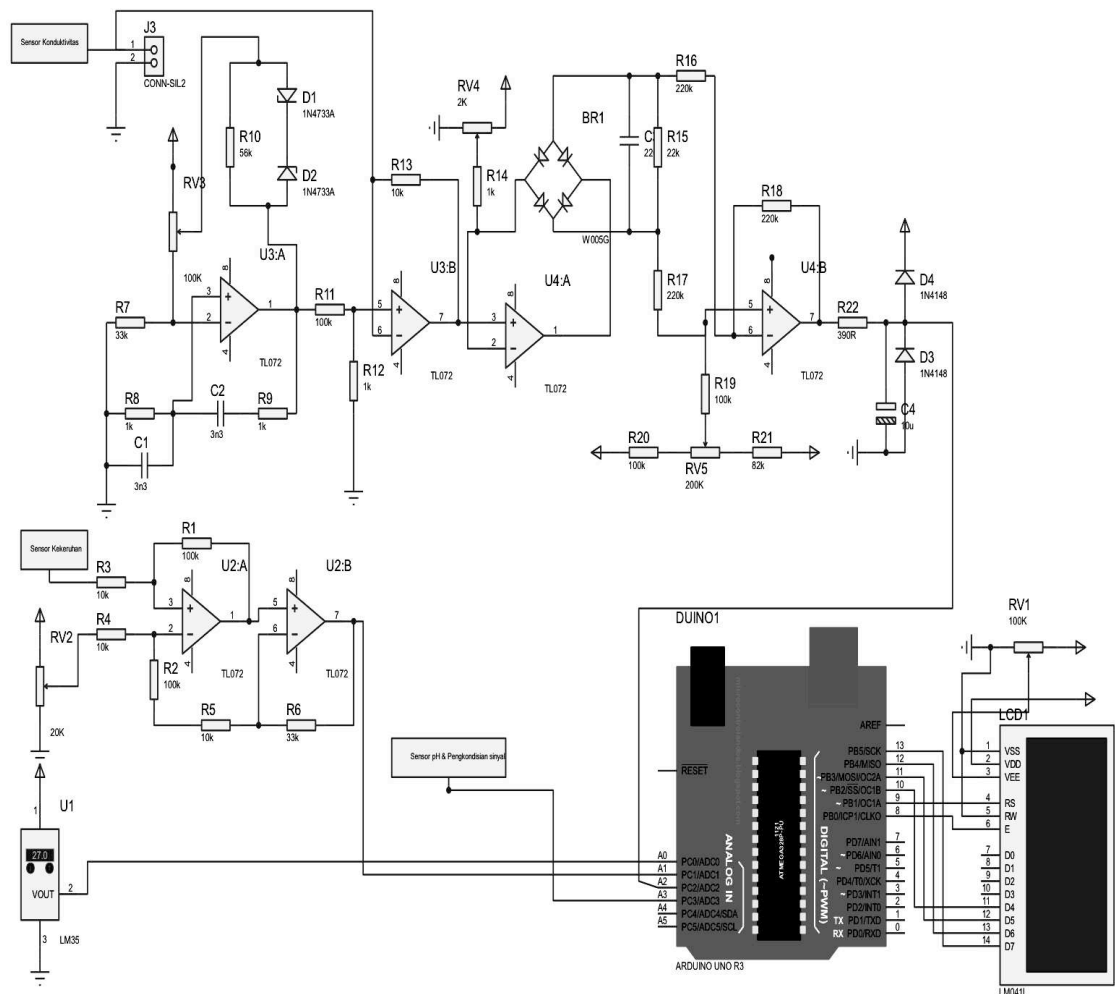 Sensor Konduktivitas
J3
1
2
CONN-SIL2
R10
56k
D1
1N4733A
D2
1N4733A
RV3
100K
R7
33k
U3:A
8
3
2
1
4
TL072
R8
1k
C1
3n3
C2
3n3
R9
1k
R11
100k
R12
1k
R13
10k
U3:B
8
5
6
7
4
TL072
RV4
2K
R14
1k
U4:A
8
3
2
1
4
TL072
BR1
W005G
R15
22k
R16
220k
R17
220k
R18
220k
U4:B
8
5
6
7
4
TL072
R19
100k
R20
100k
RV5
200K
R21
82k
R22
390R
D4
1N4148
D3
1N4148
C4
10u
Sensor Kekeruhan
R3
10k
R4
10k
R1
100k
U2:A
8
3
2
1
4
TL072
R2
100k
RV2
20K
R5
10k
R6
33k
U2:B
8
5
6
7
4
TL072
U1
1
27.0
VOUT
2
3
LM35
Sensor pH & Pengkondisian sinyal
DUINO1
RESET
AREF
PB5/SCK 13
PB4/MISO 12
~PB3/MOSI/OC2A 11
~PB2/SS/OC1B 10
~PB1/OC1A 9
PB0/ICP1/CLKO 8
PD7/AIN1 7
~PD6/AIN0 6
~PD5/T1 5
PD4/T0/XCK 4
~PD3/INT1 3
PD2/INT0 2
TX PD1/TXD 1
RX PD0/RXD 0
DIGITAL (~PWM)
ANALOG IN
ATMEGA328P-PU
1121
A0 PC0/ADC0
A1 PC1/ADC1
A2 PC2/ADC2
A3 PC3/ADC3
A4 PC4/ADC4/SDA
A5 PC5/ADC5/SCL
ARDUINO UNO R3
RV1
100K
LCD1
1 VSS
2 VDD
3 VEE
4 RS
5 RW
6 E
7 D0
8 D1
9 D2
10 D3
11 D4
12 D5
13 D6
14 D7
LM041L